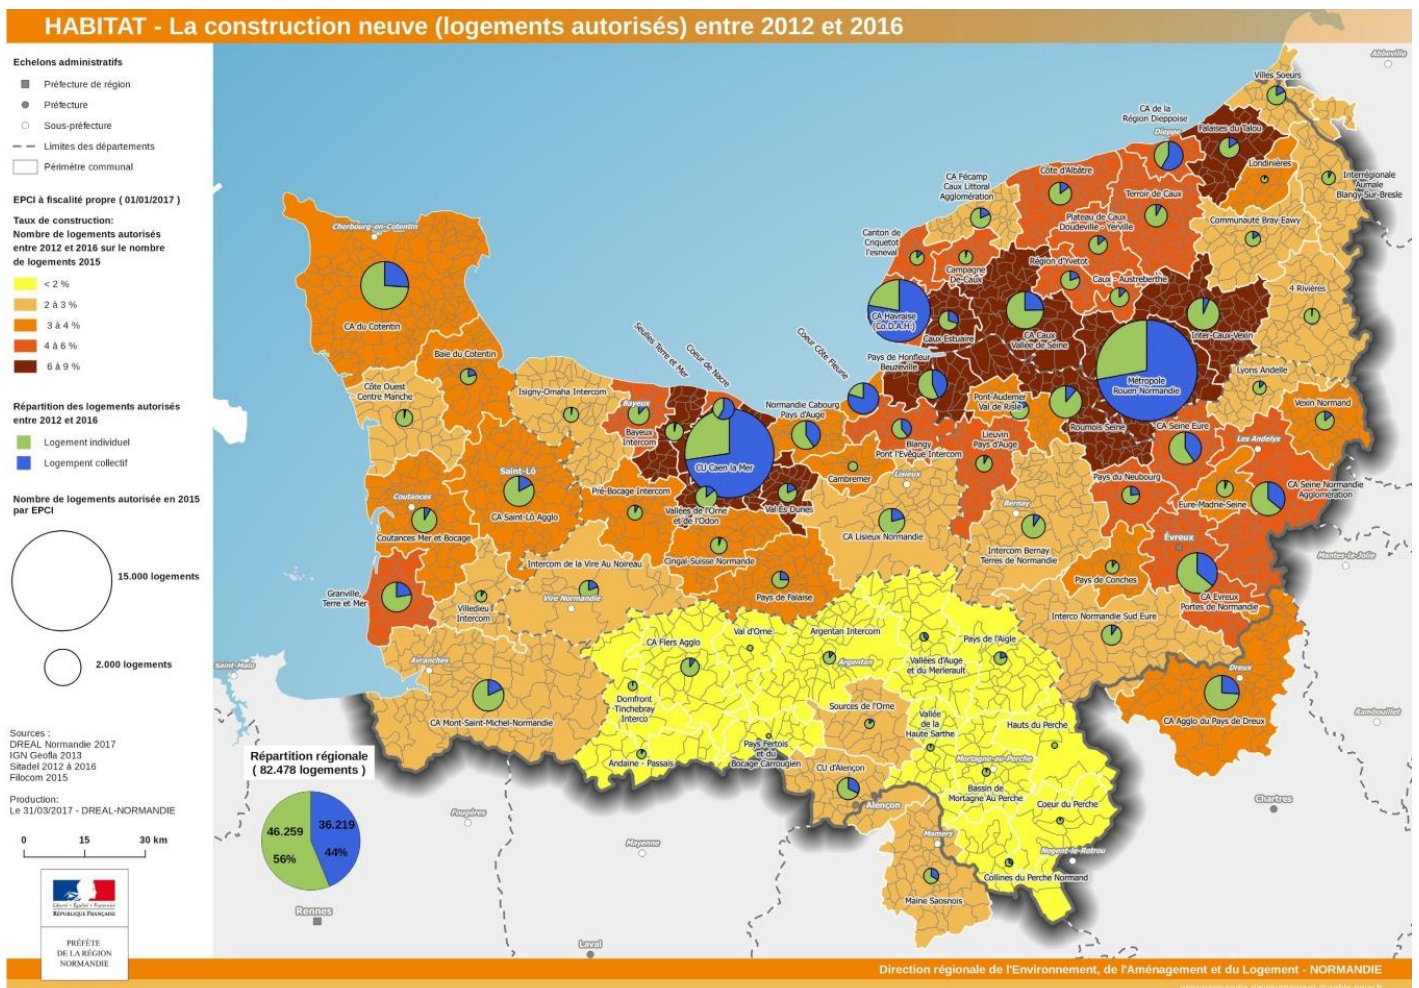 HABITAT - La construction neuve (logements autorisés) entre 2012 et 2016
Echelons administratifs
Préfecture de région
Préfecture
Sous-préfecture
Limites des départements
Périmètre communal
EPCI à fiscalité propre ( 01/01/2017 )
Taux de construction:
Nombre de logements autorisés
entre 2012 et 2016 sur le nombre
de logements 2015
< 2 %
2 à 3 %
3 à 4 %
4 à 6 %
6 à 9 %
Répartition des logements autorisés
entre 2012 et 2016
Logement individuel
Logempent collectif
Nombre de logements autorisée en 2015
par EPCI
15.000 logements
2.000 logements
Sources :
DREAL Normandie 2017
IGN Geofla 2013
Sitadel 2012 à 2016
Filocom 2015
Production:
Le 31/03/2017 - DREAL-NORMANDIE
0 15 30 km
Liberté • Égalité • Fraternité
RÉPUBLIQUE FRANÇAISE
PRÉFÈTE
DE LA RÉGION
NORMANDIE
Répartition régionale
( 82.478 logements )
46.259
56%
36.219
44%
Abbeville
Villes Soeurs
CA de la
Région Dieppoise
Dieppe
Falaises du Talou
Londinières
Interrégionale
Aumale
Blangy-Sur-Bresle
CA Fécamp
Caux Littoral
Agglomération
Côte d'Albâtre
Terroir de Caux
Plateau de Caux
Doudeville - Yerville
Communauté Bray-Eawy
Canton de
Criquetot
l'esneval
Campagne
De-Caux
Région d'Yvetot
Caux - Austreberthe
4 Rivières
CA Havraise
(Co.D.A.H.)
Caux Estuaire
CA Caux
Vallée de Seine
Inter-Caux-Vexin
Cherbourg-en-Cotentin
CA du Cotentin
Baie du Cotentin
Seulles Terre et Mer
Coeur de Nacre
Coeur Côte Fleurie
Pays de Honfleur
Beuzeville
Métropole
Rouen Normandie
Lyons Andelle
Côte Ouest
Centre Manche
Isigny-Omaha Intercom
Bayeux
Bayeux
Intercom
Normandie Cabourg
Pays d'Auge
Pont-Audemer
Val de Risle
Roumois Seine
Vexin Normand
CU Caen la Mer
Blangy
Pont l'Evêque Intercom
Lieuvin
Pays d'Auge
CA Seine Eure
Les Andelys
Saint-Lô
CA Saint-Lô Agglo
Pré-Bocage Intercom
Vallées de l'Orne
et de l'Odon
Val Es Dunes
Cambremer
Lisieux
CA Lisieux Normandie
Bernay
Intercom Bernay
Terres de Normandie
Pays du Neubourg
Eure-Madrie-Seine
CA Seine Normandie
Agglomération
Coutances
Coutances Mer et Bocage
Cingal-Suisse Normande
Évreux
CA Evreux
Portes de Normandie
Mantes-la-Jolie
Pays de Conches
Granville,
Terre et Mer
Villedieu
Intercom
Intercom de la Vire Au Noireau
Vire Normandie
Pays de Falaise
Interco Normandie Sud Eure
Dreux
CA Agglo du Pays de Dreux
Rambouillet
Saint-Malo
Avranches
CA Mont-Saint-Michel-Normandie
CA Flers Agglo
Val d'Orne
Argentan Intercom
Argentan
Vallées d'Auge
et du Merlerault
Pays de l'Aigle
Domfront
Tinchebray
Interco
Andaine - Passais
Pays Fertois
et du
Bocage Carrougien
Sources de l'Orne
Vallée
de la
Haute Sarthe
Hauts du Perche
Mortagne-au-Perche
Bassin de
Mortagne Au Perche
CU d'Alençon
Alençon
Coeur du Perche
Mamers
Maine Saosnois
Nogent-le-Rotrou
Collines du Perche Normand
Chartres
Fougères
Mayenne
Rennes
Laval
Direction régionale de l'Environnement, de l'Aménagement et du Logement - NORMANDIE